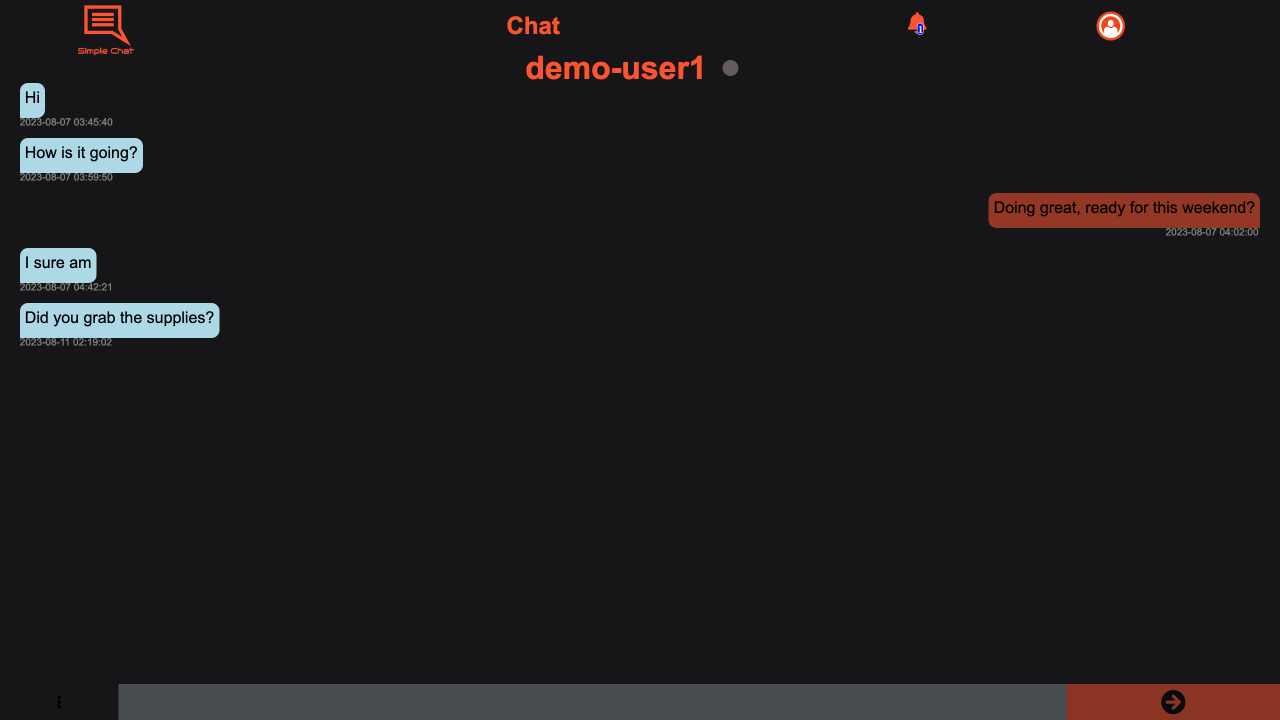 Simple Chat
Chat
demo-user1
Hi
2023-08-07 03:45:40
How is it going?
2023-08-07 03:59:50
Doing great, ready for this weekend?
2023-08-07 04:02:00
I sure am
2023-08-07 04:42:21
Did you grab the supplies?
2023-08-11 02:19:02